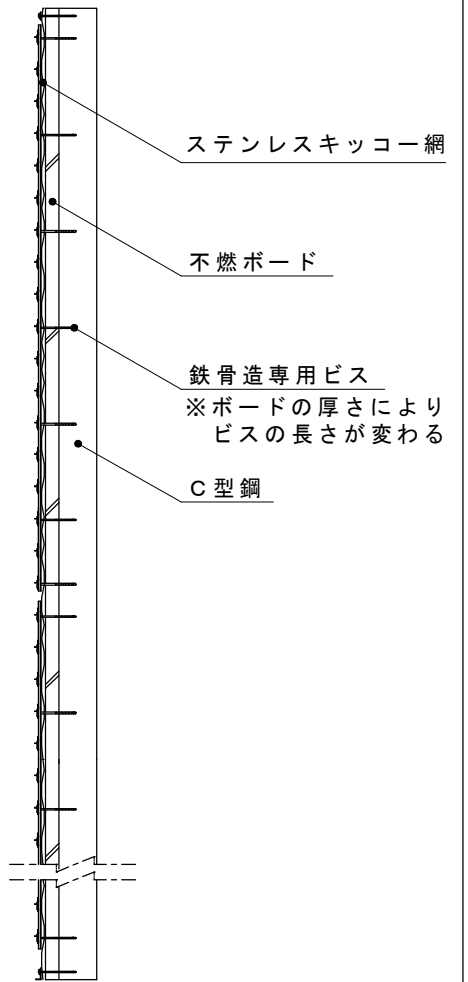 ステンレスキッコー網
不燃ボード
鉄骨造専用ビス
※ボードの厚さにより
ビスの長さが変わる
C型鋼